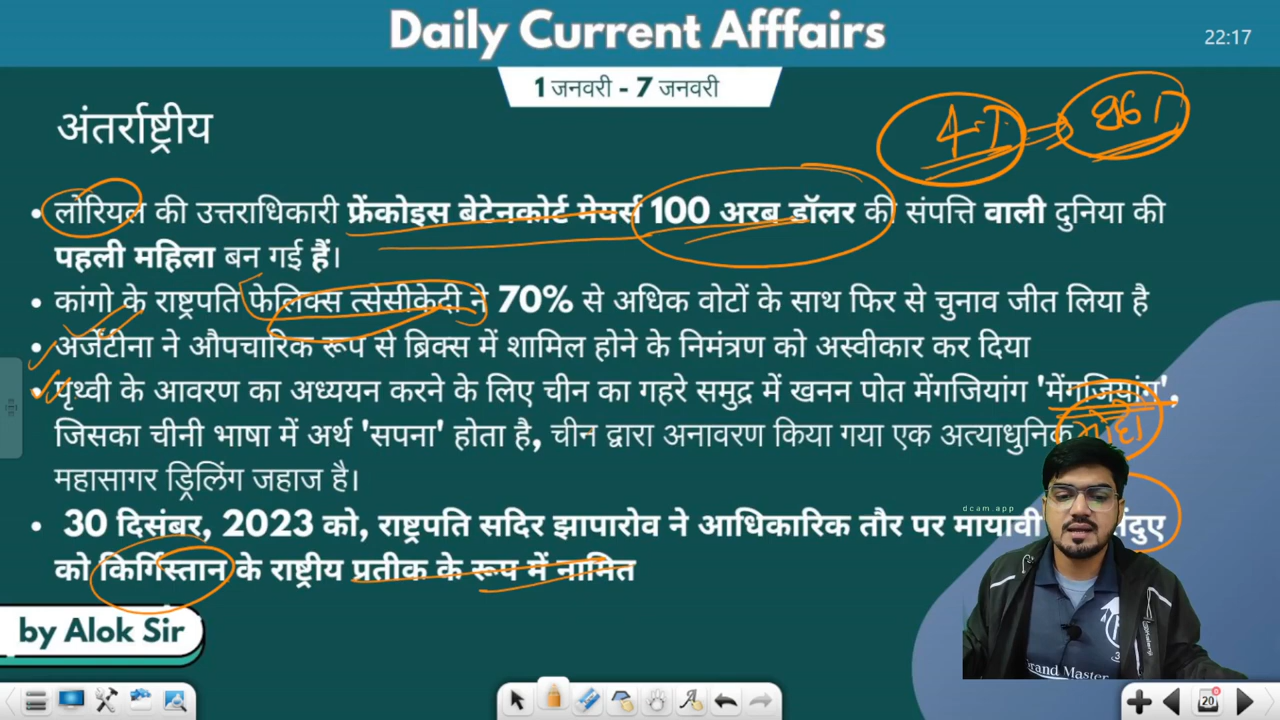 Daily Current Afffairs
22:17
1 जनवरी - 7 जनवरी
अंतर्राष्ट्रीय
• लोरियल की उत्तराधिकारी फ्रेंकोइस बेटेनकोर्ट मेयर्स 100 अरब डॉलर की संपत्ति वाली दुनिया की
पहली महिला बन गई हैं।
• कांगो के राष्ट्रपति फेलिक्स त्सेसीकेदी ने 70% से अधिक वोटों के साथ फिर से चुनाव जीत लिया है
• अर्जेंटीना ने औपचारिक रूप से ब्रिक्स में शामिल होने के निमंत्रण को अस्वीकार कर दिया
• पृथ्वी के आवरण का अध्ययन करने के लिए चीन का गहरे समुद्र में खनन पोत मेंगजियांग 'मेंगजियांग',
जिसका चीनी भाषा में अर्थ 'सपना' होता है, चीन द्वारा अनावरण किया गया एक अत्याधुनिक
महासागर ड्रिलिंग जहाज है।
dcam.app
• 30 दिसंबर, 2023 को, राष्ट्रपति सदिर झापारोव ने आधिकारिक तौर पर मायावी
को किर्गिस्तान के राष्ट्रीय प्रतीक के रूप में नामित
by Alok Sir
Grand Master
20